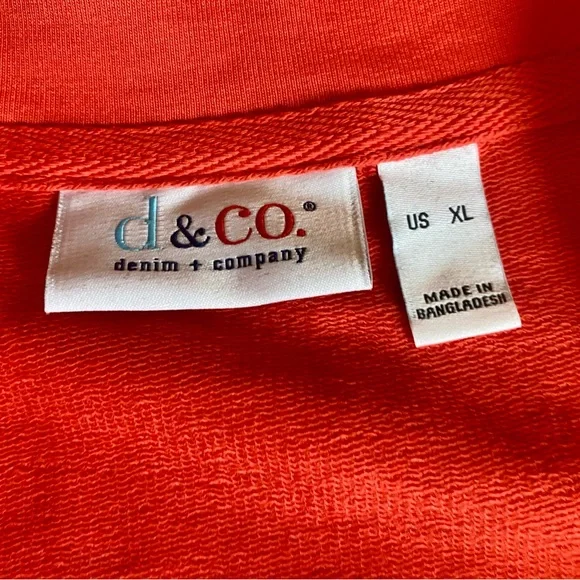 d & co.®
denim + company
US XL
MADE IN
BANGLADESH